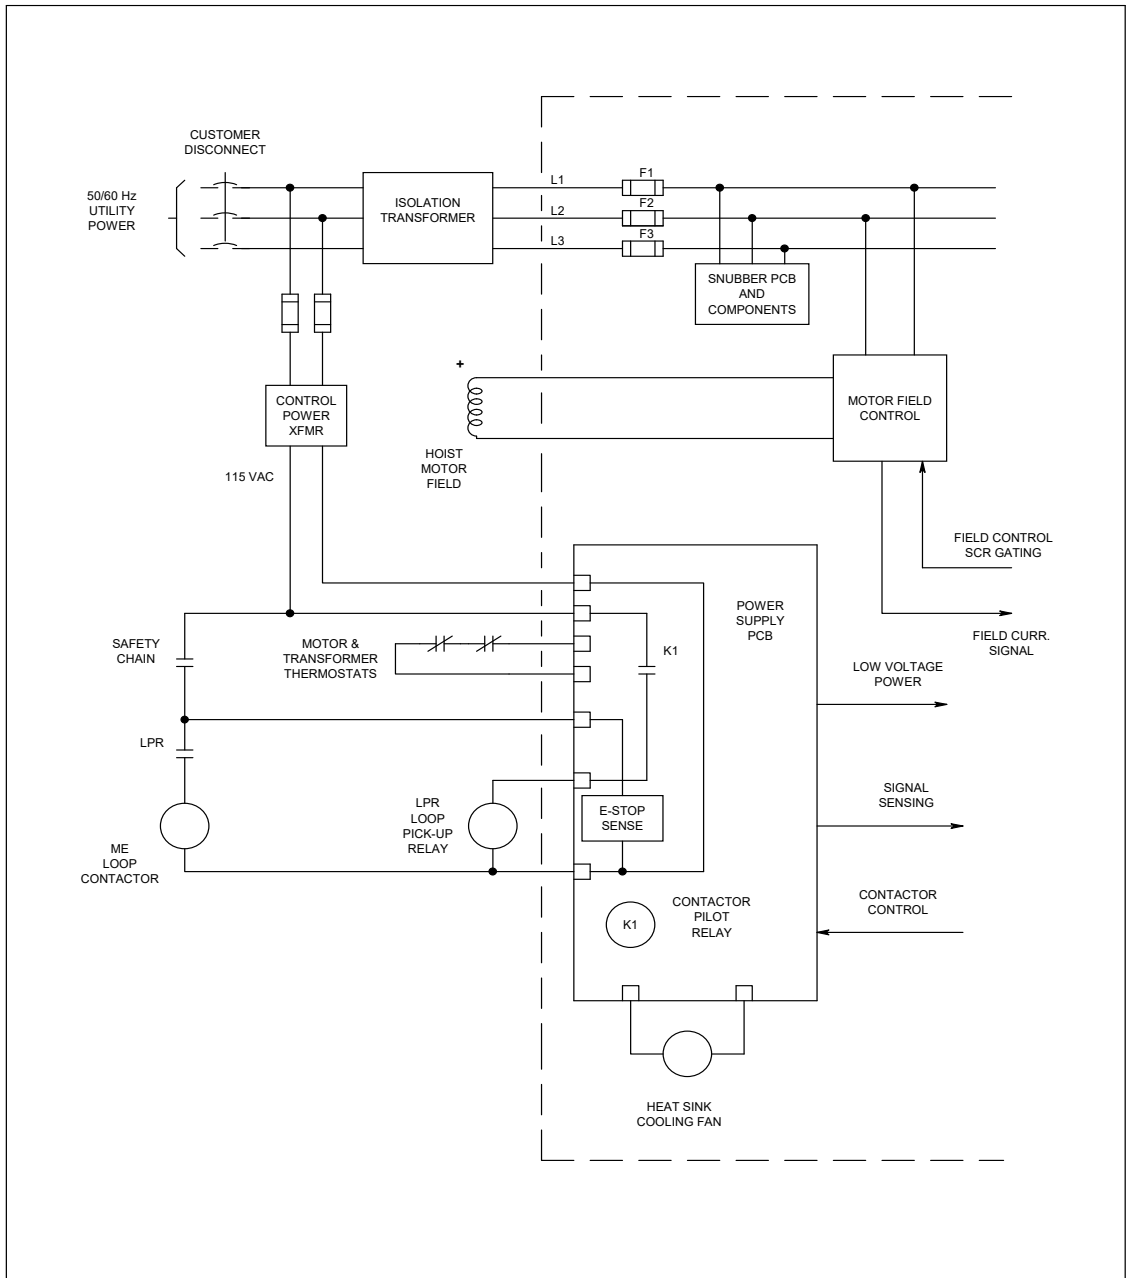 CUSTOMER
DISCONNECT
50/60 Hz
UTILITY
POWER
ISOLATION
TRANSFORMER
L1
L2
L3
F1
F2
F3
SNUBBER PCB
AND
COMPONENTS
CONTROL
POWER
XFMR
115 VAC
+
HOIST
MOTOR
FIELD
MOTOR FIELD
CONTROL
FIELD CONTROL
SCR GATING
FIELD CURR.
SIGNAL
SAFETY
CHAIN
MOTOR &
TRANSFORMER
THERMOSTATS
K1
POWER
SUPPLY
PCB
LOW VOLTAGE
POWER
LPR
ME
LOOP
CONTACTOR
LPR
LOOP
PICK-UP
RELAY
E-STOP
SENSE
SIGNAL
SENSING
K1
CONTACTOR
PILOT
RELAY
CONTACTOR
CONTROL
HEAT SINK
COOLING FAN